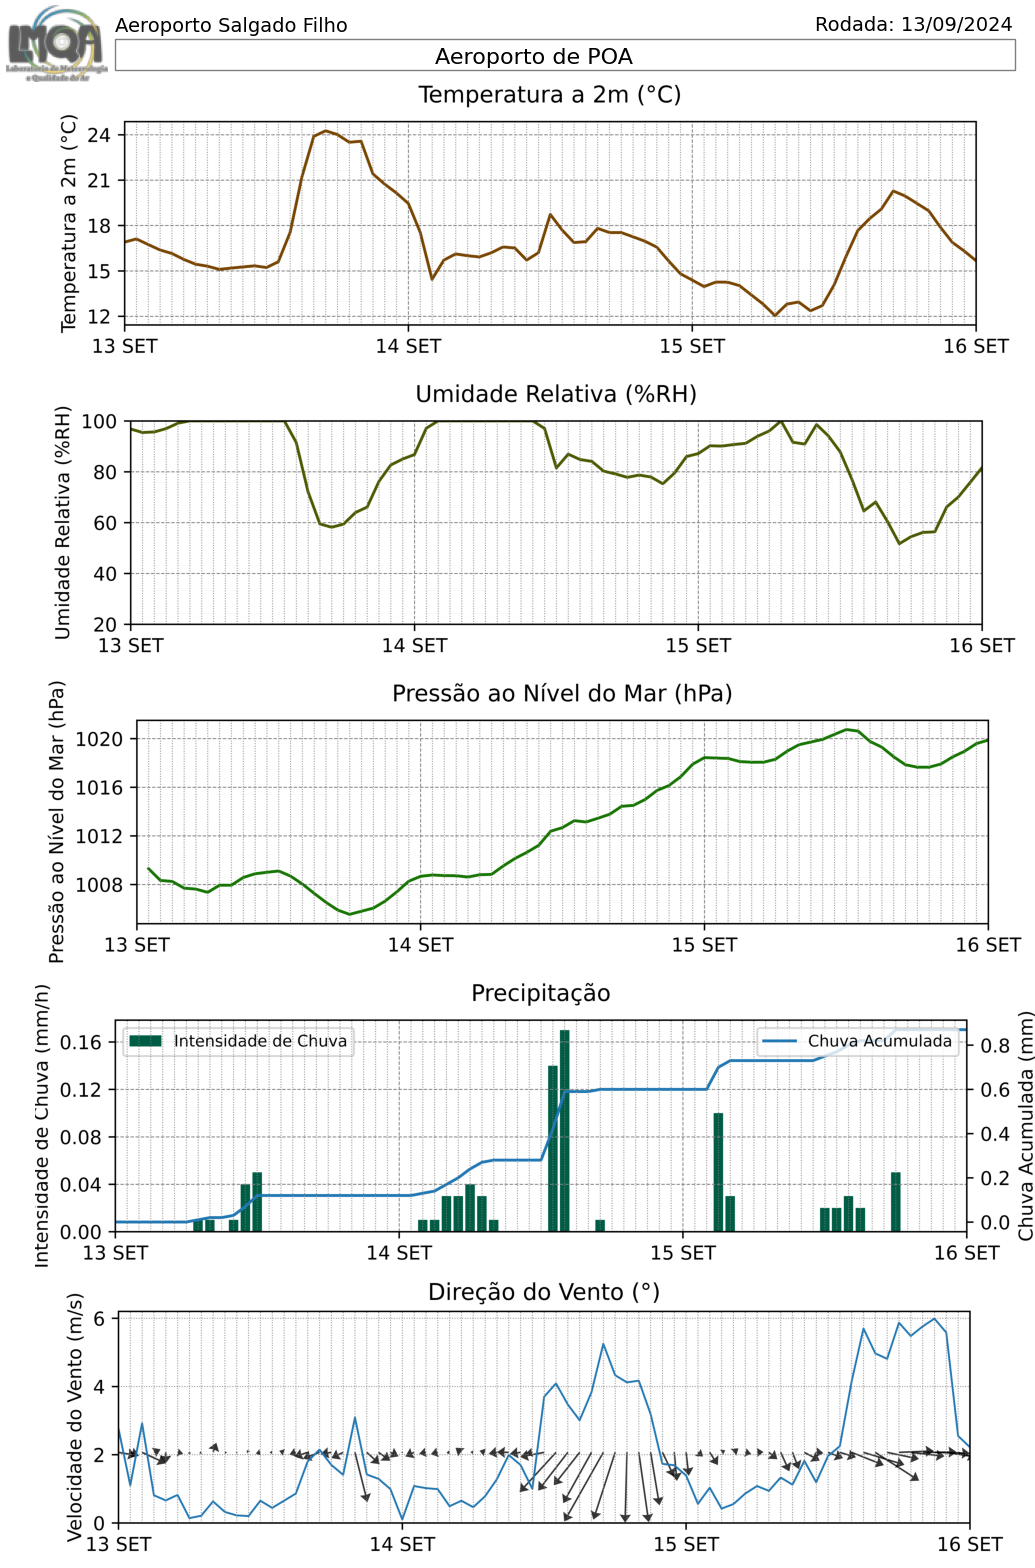 LMQA
Laboratório de Meteorologia
e Qualidade do Ar
Aeroporto Salgado Filho
Rodada: 13/09/2024
Aeroporto de POA
Temperatura a 2m (°C)
Temperatura a 2m (°C)
24
21
18
15
12
13 SET 14 SET 15 SET 16 SET
Umidade Relativa (%RH)
Umidade Relativa (%RH)
100
80
60
40
20
13 SET 14 SET 15 SET 16 SET
Pressão ao Nível do Mar (hPa)
Pressão ao Nível do Mar (hPa)
1020
1016
1012
1008
13 SET 14 SET 15 SET 16 SET
Precipitação
Intensidade de Chuva (mm/h)
0.16
0.12
0.08
0.04
0.00
Intensidade de Chuva
Chuva Acumulada
0.8
0.6
0.4
0.2
0.0
Chuva Acumulada (mm)
13 SET 14 SET 15 SET 16 SET
Direção do Vento (°)
Velocidade do Vento (m/s)
6
4
2
0
13 SET 14 SET 15 SET 16 SET